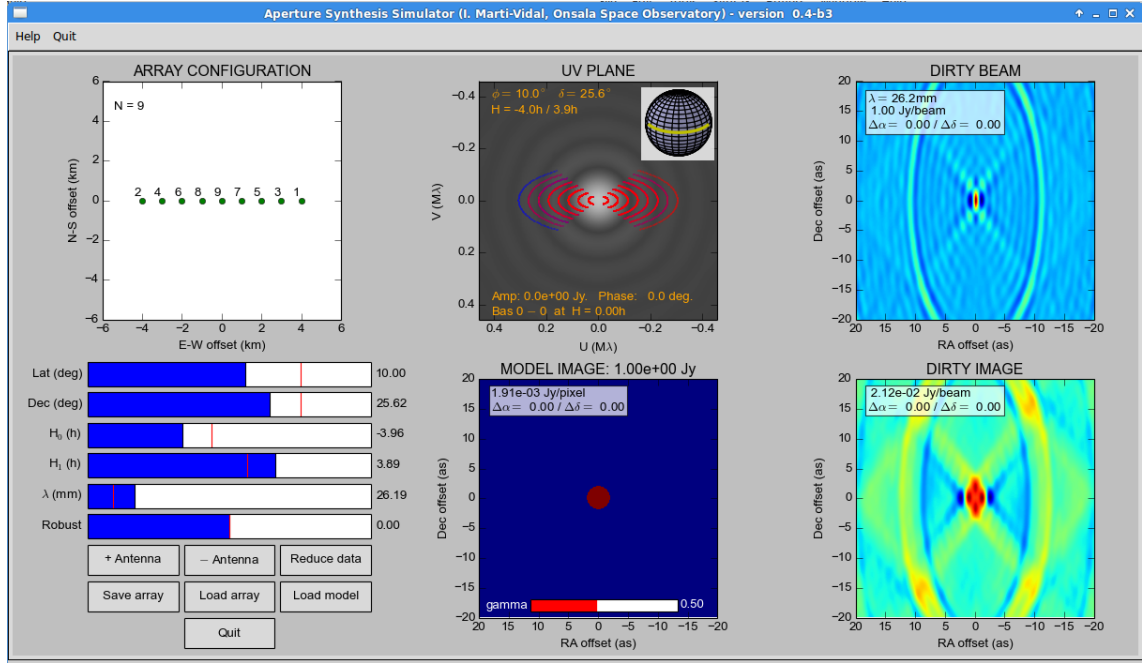 Aperture Synthesis Simulator (I. Marti-Vidal, Onsala Space Observatory) - version 0.4-b3
Help Quit
ARRAY CONFIGURATION
N = 9
2 4 6 8 9 7 5 3 1
6
4
2
0
−2
−4
−6
−6 −4 −2 0 2 4 6
N-S offset (km)
E-W offset (km)
UV PLANE
ϕ = 10.0° δ = 25.6°
H = -4.0h / 3.9h
Amp: 0.0e+00 Jy. Phase: 0.0 deg.
Bas 0 − 0 at H = 0.00h
−0.4
−0.2
0.0
0.2
0.4
0.4 0.2 0.0 −0.2 −0.4
V (Mλ)
U (Mλ)
DIRTY BEAM
λ = 26.2mm
1.00 Jy/beam
Δα = 0.00 / Δδ = 0.00
20
15
10
5
0
−5
−10
−15
−20
20 15 10 5 0 −5 −10 −15 −20
Dec offset (as)
RA offset (as)
Lat (deg) 10.00
Dec (deg) 25.62
H₀ (h) -3.96
H₁ (h) 3.89
λ (mm) 26.19
Robust 0.00
+ Antenna − Antenna Reduce data
Save array Load array Load model
Quit
MODEL IMAGE: 1.00e+00 Jy
1.91e-03 Jy/pixel
Δα = 0.00 / Δδ = 0.00
20
15
10
5
0
−5
−10
−15
−20
gamma 0.50
20 15 10 5 0 −5 −10 −15 −20
Dec offset (as)
RA offset (as)
DIRTY IMAGE
2.12e-02 Jy/beam
Δα = 0.00 / Δδ = 0.00
20
15
10
5
0
−5
−10
−15
−20
20 15 10 5 0 −5 −10 −15 −20
Dec offset (as)
RA offset (as)